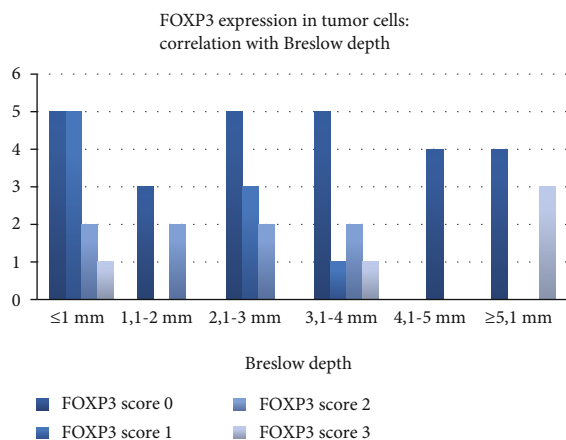 FOXP3 expression in tumor cells:
correlation with Breslow depth
6
5
4
3
2
1
0
≤1 mm 1,1-2 mm 2,1-3 mm 3,1-4 mm 4,1-5 mm ≥5,1 mm
Breslow depth
FOXP3 score 0 FOXP3 score 2
FOXP3 score 1 FOXP3 score 3